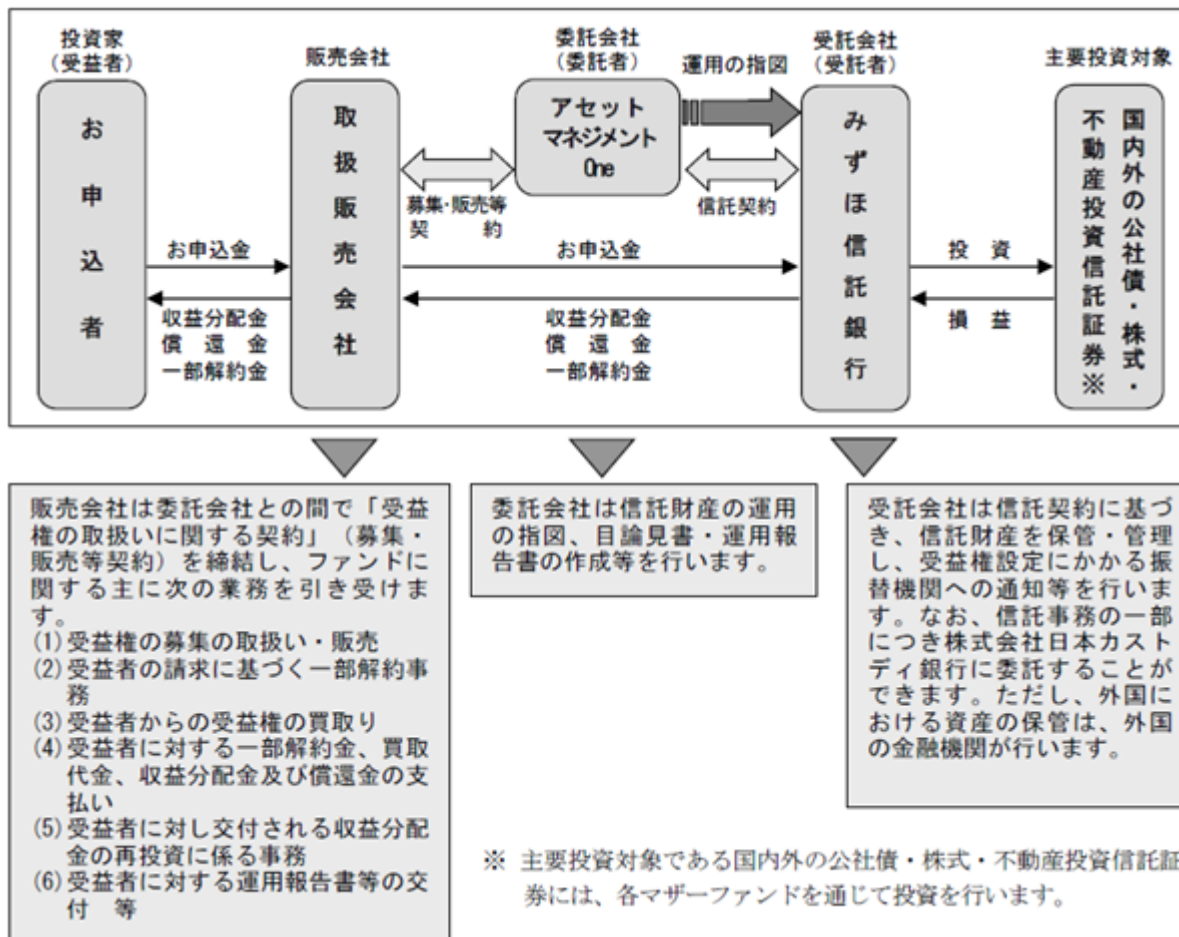 投資家
（受益者）
お申込者
販売会社
取扱販売会社
委託会社
（委託者）
アセット
マネジメント
One
運用の指図
受託会社
（受託者）
みずほ信託銀行
主要投資対象
国内外の公社債・株式・
不動産投資信託証券※
募集・販売等
契　　約
信託契約
お申込金
収益分配金
償　還　金
一部解約金
お申込金
収益分配金
償　還　金
一部解約金
投　資
損　益
販売会社は委託会社との間で「受益
権の取扱いに関する契約」（募集・
販売等契約）を締結し、ファンドに
関する主に次の業務を引き受けま
す。
(1)受益権の募集の取扱い・販売
(2)受益者の請求に基づく一部解約事
務
(3)受益者からの受益権の買取り
(4)受益者に対する一部解約金、買取
代金、収益分配金及び償還金の支
払い
(5)受益者に対し交付される収益分配
金の再投資に係る事務
(6)受益者に対する運用報告書等の交
付　等
委託会社は信託財産の運用
の指図、目論見書・運用報
告書の作成等を行います。
受託会社は信託契約に基づ
き、信託財産を保管・管理
し、受益権設定にかかる振
替機関への通知等を行いま
す。なお、信託事務の一部
につき株式会社日本カスト
ディ銀行に委託することが
できます。ただし、外国に
おける資産の保管は、外国
の金融機関が行います。
※ 主要投資対象である国内外の公社債・株式・不動産投資信託証
券には、各マザーファンドを通じて投資を行います。